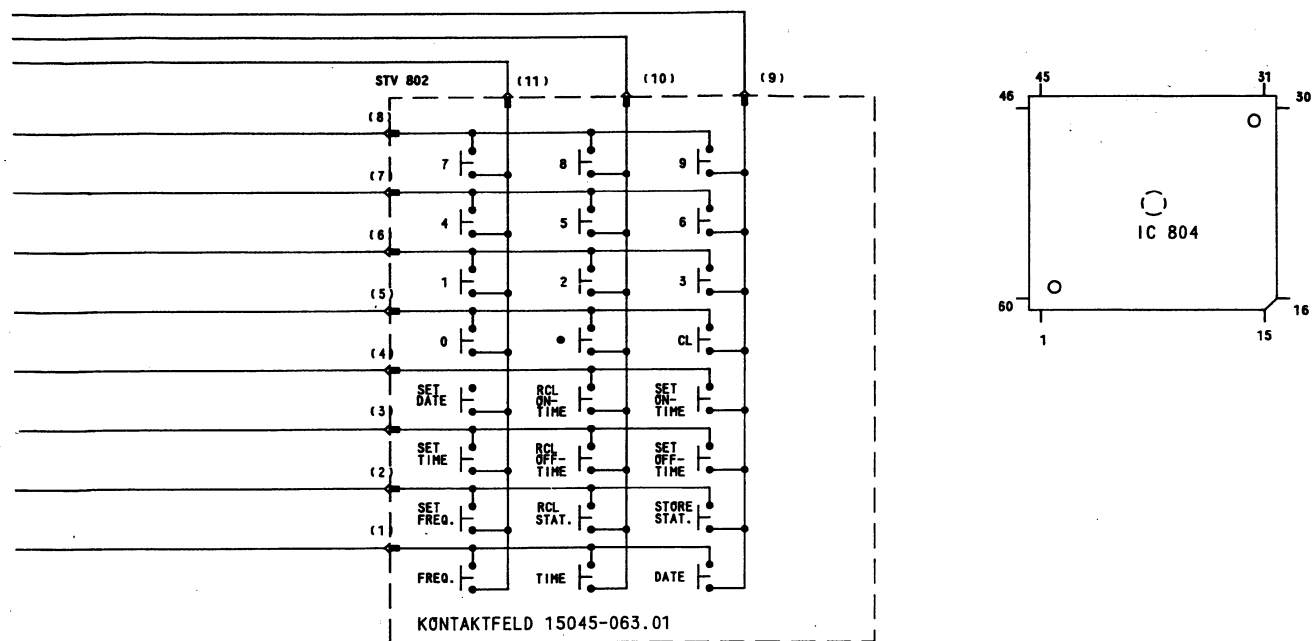 STV 802 (11) (10) (9)
(8)
7 8 9
(7)
4 5 6
(6)
1 2 3
(5)
0 • CL
(4)
SET DATE
RCL ON-TIME
SET ON-TIME
(3)
SET TIME
RCL OFF-TIME
SET OFF-TIME
(2)
SET FREQ.
RCL STAT.
STORE STAT.
(1)
FREQ. TIME DATE
KONTAKTFELD 15045-063.01
45 31
46 30
IC 804
60 16
1 15